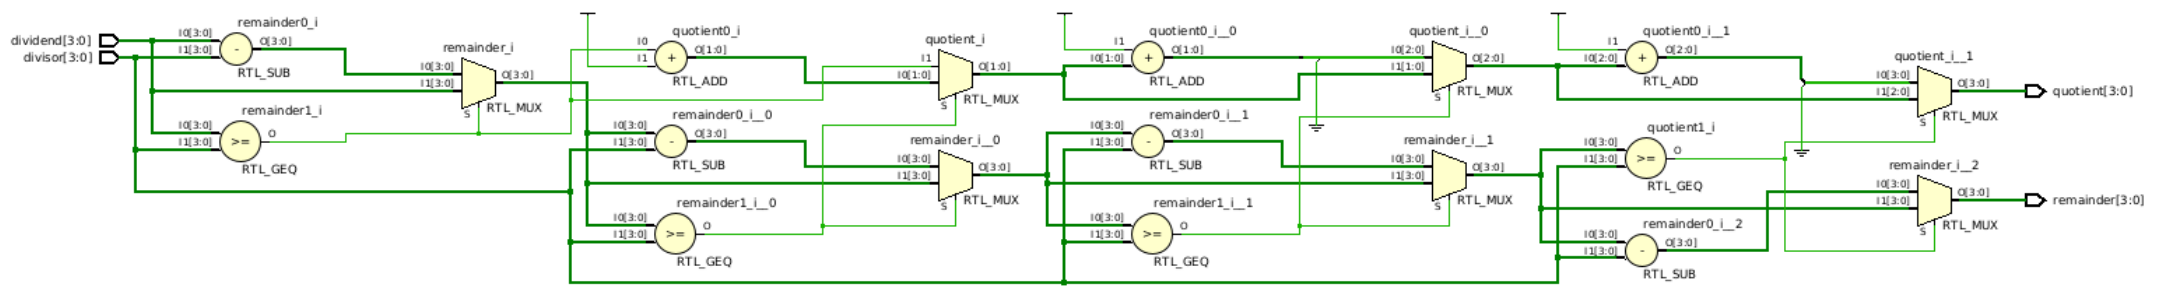 dividend[3:0]
divisor[3:0]
remainder0_i
I0[3:0]
I1[3:0]
-
O[3:0]
RTL_SUB
remainder1_i
I0[3:0]
I1[3:0]
>=
O
RTL_GEQ
remainder_i
I0[3:0]
I1[3:0]
O[3:0]
S
RTL_MUX
quotient0_i
I0
I1
+
O[1:0]
RTL_ADD
remainder0_i__0
I0[3:0]
I1[3:0]
-
O[3:0]
RTL_SUB
remainder1_i__0
I0[3:0]
I1[3:0]
>=
O
RTL_GEQ
quotient_i
I1
I0[1:0]
O[1:0]
S
RTL_MUX
remainder_i__0
I0[3:0]
I1[3:0]
O[3:0]
S
RTL_MUX
quotient0_i__0
I1
I0[1:0]
+
O[1:0]
RTL_ADD
remainder0_i__1
I0[3:0]
I1[3:0]
-
O[3:0]
RTL_SUB
remainder1_i__1
I0[3:0]
I1[3:0]
>=
O
RTL_GEQ
quotient_i__0
I0[2:0]
I1[1:0]
O[2:0]
S
RTL_MUX
remainder_i__1
I0[3:0]
I1[3:0]
O[3:0]
S
RTL_MUX
quotient0_i__1
I1
I0[2:0]
+
O[2:0]
RTL_ADD
quotient1_i
I0[3:0]
I1[3:0]
>=
O
RTL_GEQ
remainder0_i__2
I0[3:0]
I1[3:0]
-
O[3:0]
RTL_SUB
quotient_i__1
I0[3:0]
I1[2:0]
O[3:0]
S
RTL_MUX
remainder_i__2
I0[3:0]
I1[3:0]
O[3:0]
S
RTL_MUX
quotient[3:0]
remainder[3:0]